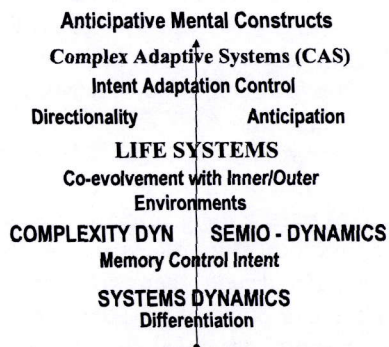 Anticipative Mental Constructs
Complex Adaptive Systems (CAS)
Intent Adaptation Control
Directionality Anticipation
LIFE SYSTEMS
Co-evolvement with Inner/Outer
Environments
COMPLEXITY DYN SEMIO - DYNAMICS
Memory Control Intent
SYSTEMS DYNAMICS
Differentiation